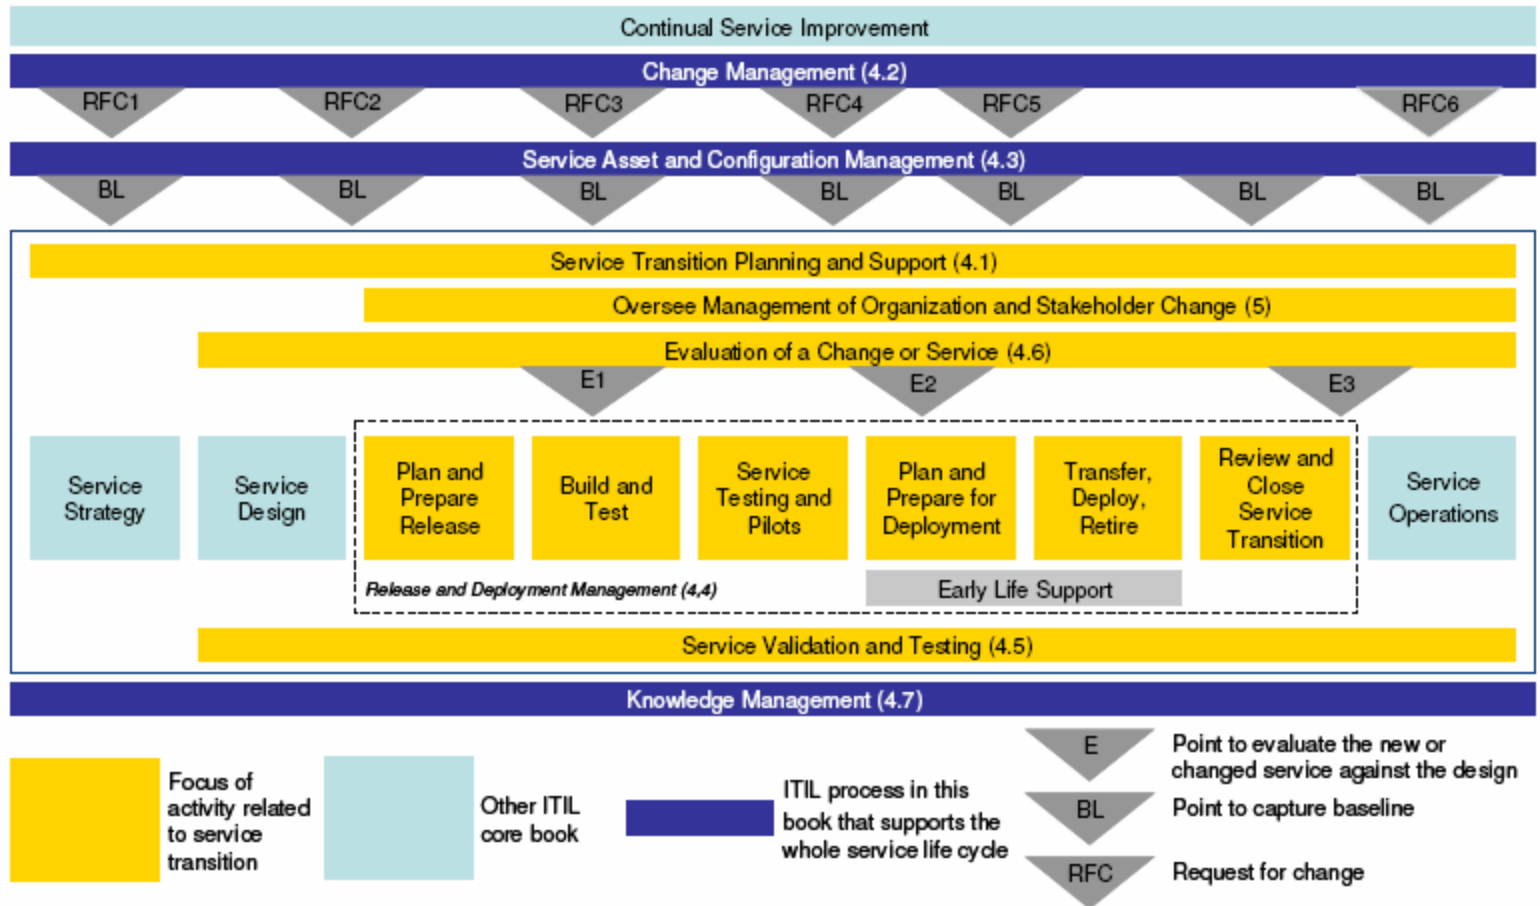 Continual Service Improvement
Change Management (4.2)
RFC1 RFC2 RFC3 RFC4 RFC5 RFC6
Service Asset and Configuration Management (4.3)
BL BL BL BL BL BL BL
Service Transition Planning and Support (4.1)
Oversee Management of Organization and Stakeholder Change (5)
Evaluation of a Change or Service (4.6)
E1 E2 E3
Service
Strategy
Service
Design
Plan and
Prepare
Release
Build and
Test
Service
Testing and
Pilots
Plan and
Prepare for
Deployment
Transfer,
Deploy,
Retire
Review and
Close
Service
Transition
Service
Operations
Release and Deployment Management (4,4)
Early Life Support
Service Validation and Testing (4.5)
Knowledge Management (4.7)
Focus of
activity related
to service
transition
Other ITIL
core book
ITIL process in this
book that supports the
whole service life cycle
E
Point to evaluate the new or
changed service against the design
BL
Point to capture baseline
RFC
Request for change